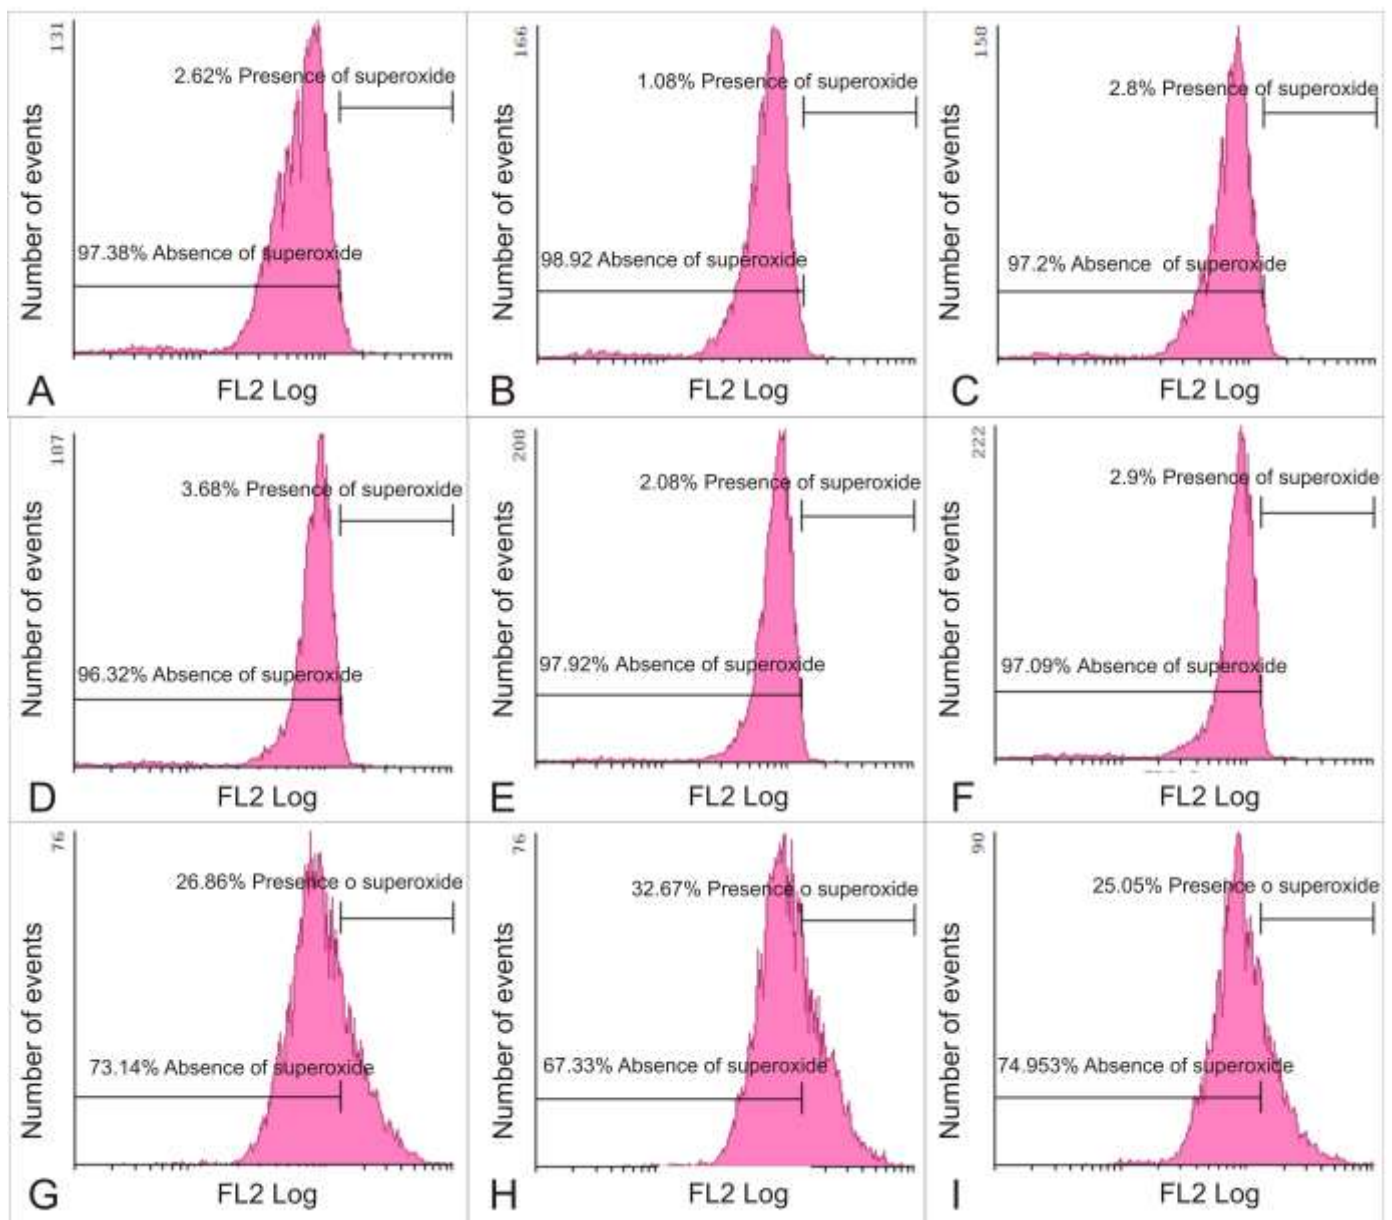 131
2.62% Presence of superoxide
Number of events
97.38% Absence of superoxide
A
FL2 Log
166
1.08% Presence of superoxide
Number of events
98.92 Absence of superoxide
B
FL2 Log
158
2.8% Presence of superoxide
Number of events
97.2% Absence of superoxide
C
FL2 Log
187
3.68% Presence of superoxide
Number of events
96.32% Absence of superoxide
D
FL2 Log
208
2.08% Presence of superoxide
Number of events
97.92% Absence of superoxide
E
FL2 Log
222
2.9% Presence of superoxide
Number of events
97.09% Absence of superoxide
F
FL2 Log
76
26.86% Presence o superoxide
Number of events
73.14% Absence of superoxide
G
FL2 Log
76
32.67% Presence o superoxide
Number of events
67.33% Absence of superoxide
H
FL2 Log
90
25.05% Presence o superoxide
Number of events
74.953% Absence of superoxide
I
FL2 Log